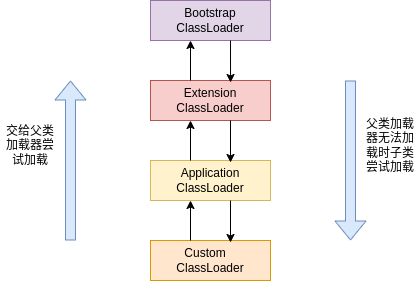 Bootstrap
ClassLoader
Extension
ClassLoader
交给父类
加载器尝
试加载
父类加载
器无法加
载时子类
尝试加载
Application
ClassLoader
Custom
ClassLoader